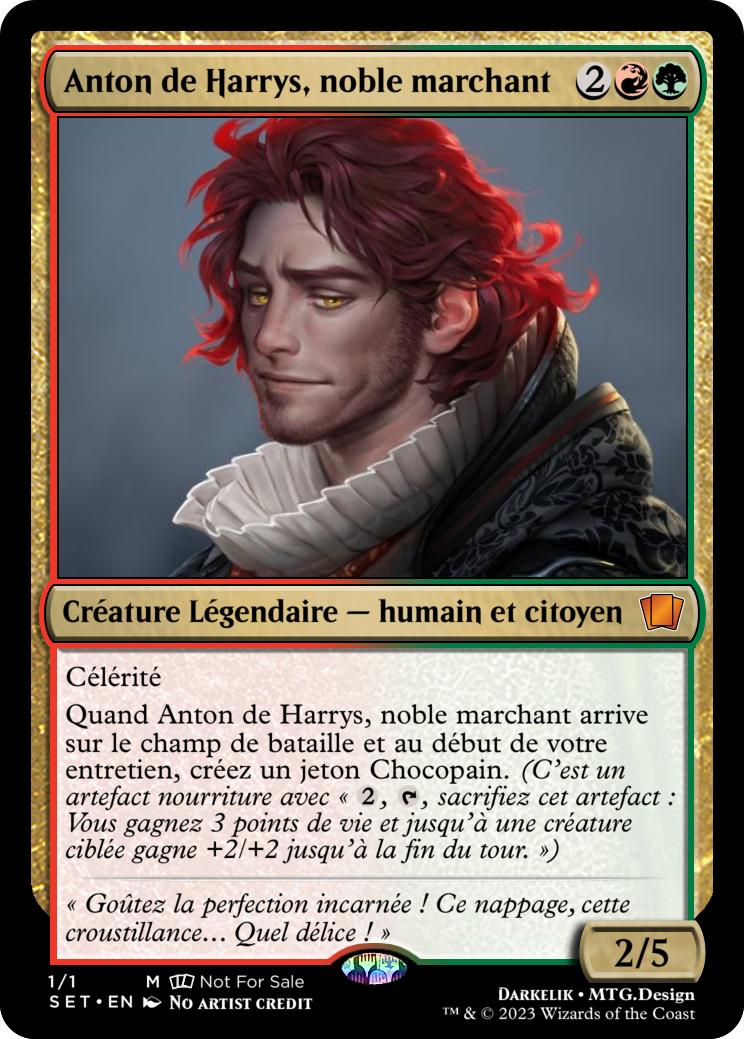 Anton de Harrys, noble marchant 2
Créature Légendaire — humain et citoyen
Célérité
Quand Anton de Harrys, noble marchant arrive
sur le champ de bataille et au début de votre
entretien, créez un jeton Chocopain. (C'est un
artefact nourriture avec « 2, , sacrifiez cet artefact :
Vous gagnez 3 points de vie et jusqu'à une créature
ciblée gagne +2/+2 jusqu'à la fin du tour. »)
« Goûtez la perfection incarnée ! Ce nappage, cette
croustillance... Quel délice ! »
2/5
1/1 M Not For Sale
SET • EN No artist credit
Darkelik • MTG.Design
™ & © 2023 Wizards of the Coast